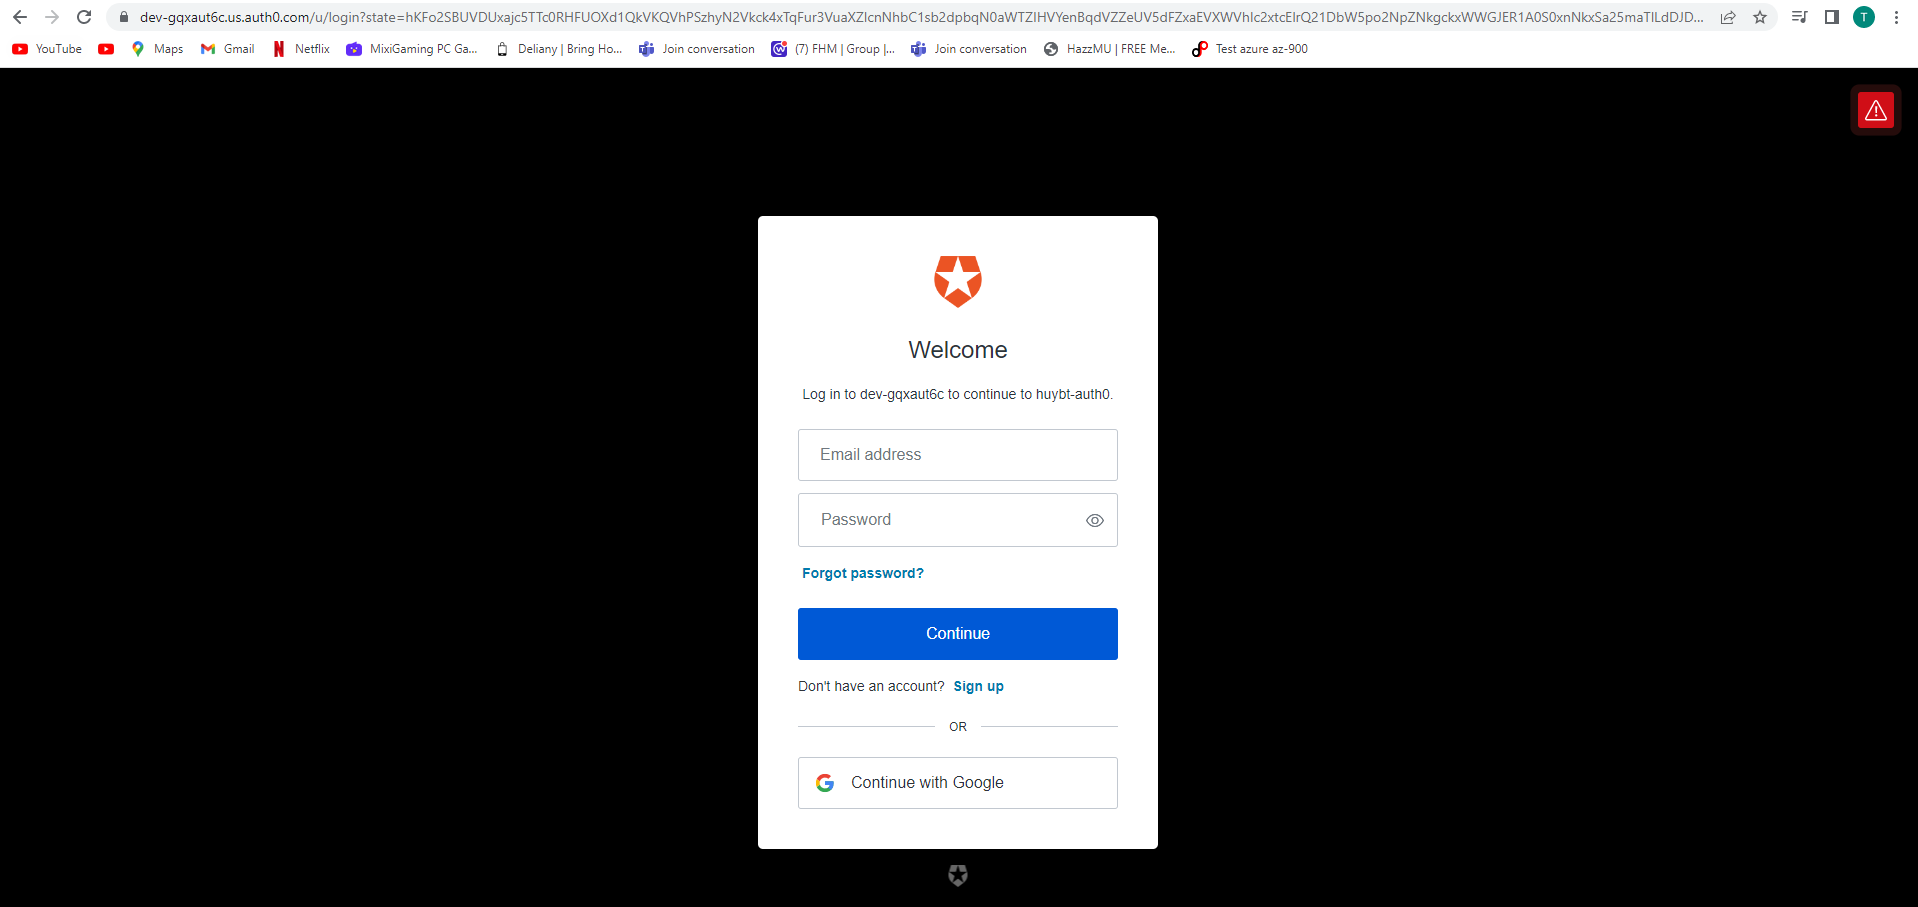 dev-gqxaut6c.us.auth0.com/u/login?state=
T
YouTube Maps Gmail Netflix MixiGaming PC Ga... Deliany | Bring Ho... Join conversation (7) FHM | Group |... Join conversation HazzMU | FREE Me... Test azure az-900
Welcome
Log in to dev-gqxaut6c to continue to huybt-auth0.
Email address
Password
Forgot password?
Continue
Don't have an account? Sign up
OR
Continue with Google